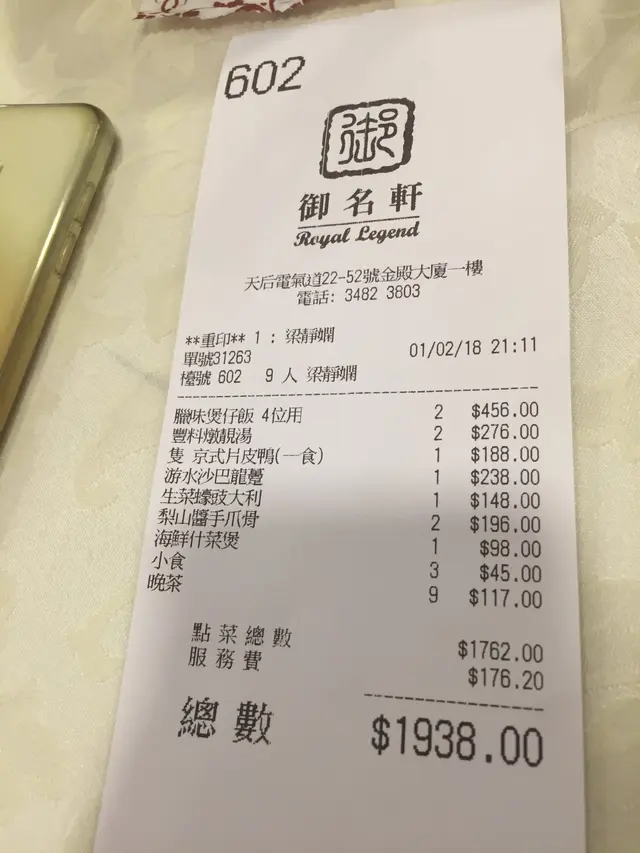 602
御
御名軒
Royal Legend
天后電氣道22-52號金殿大廈一樓
電話: 3482 3803
**重印** 1 : 梁靜嫻
單號31263 01/02/18 21:11
檯號 602 9 人 梁靜嫻
臘味煲仔飯 4位用 2 $456.00
豐料燉靚湯 2 $276.00
隻 京式片皮鴨(一食) 1 $188.00
游水沙巴龍躉 1 $238.00
生菜蠔豉大利 1 $148.00
梨山醬手爪骨 2 $196.00
海鮮什菜煲 1 $98.00
小食 3 $45.00
晚茶 9 $117.00
點菜總數 $1762.00
服務費 $176.20
總數 $1938.00